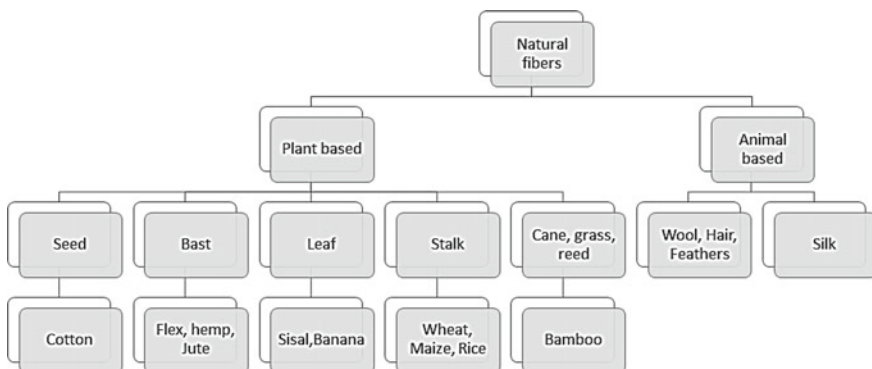 Natural
fibers
Plant based
Animal
based
Seed
Bast
Leaf
Stalk
Cane, grass,
reed
Wool, Hair,
Feathers
Silk
Cotton
Flex, hemp,
Jute
Sisal,Banana
Wheat,
Maize, Rice
Bamboo